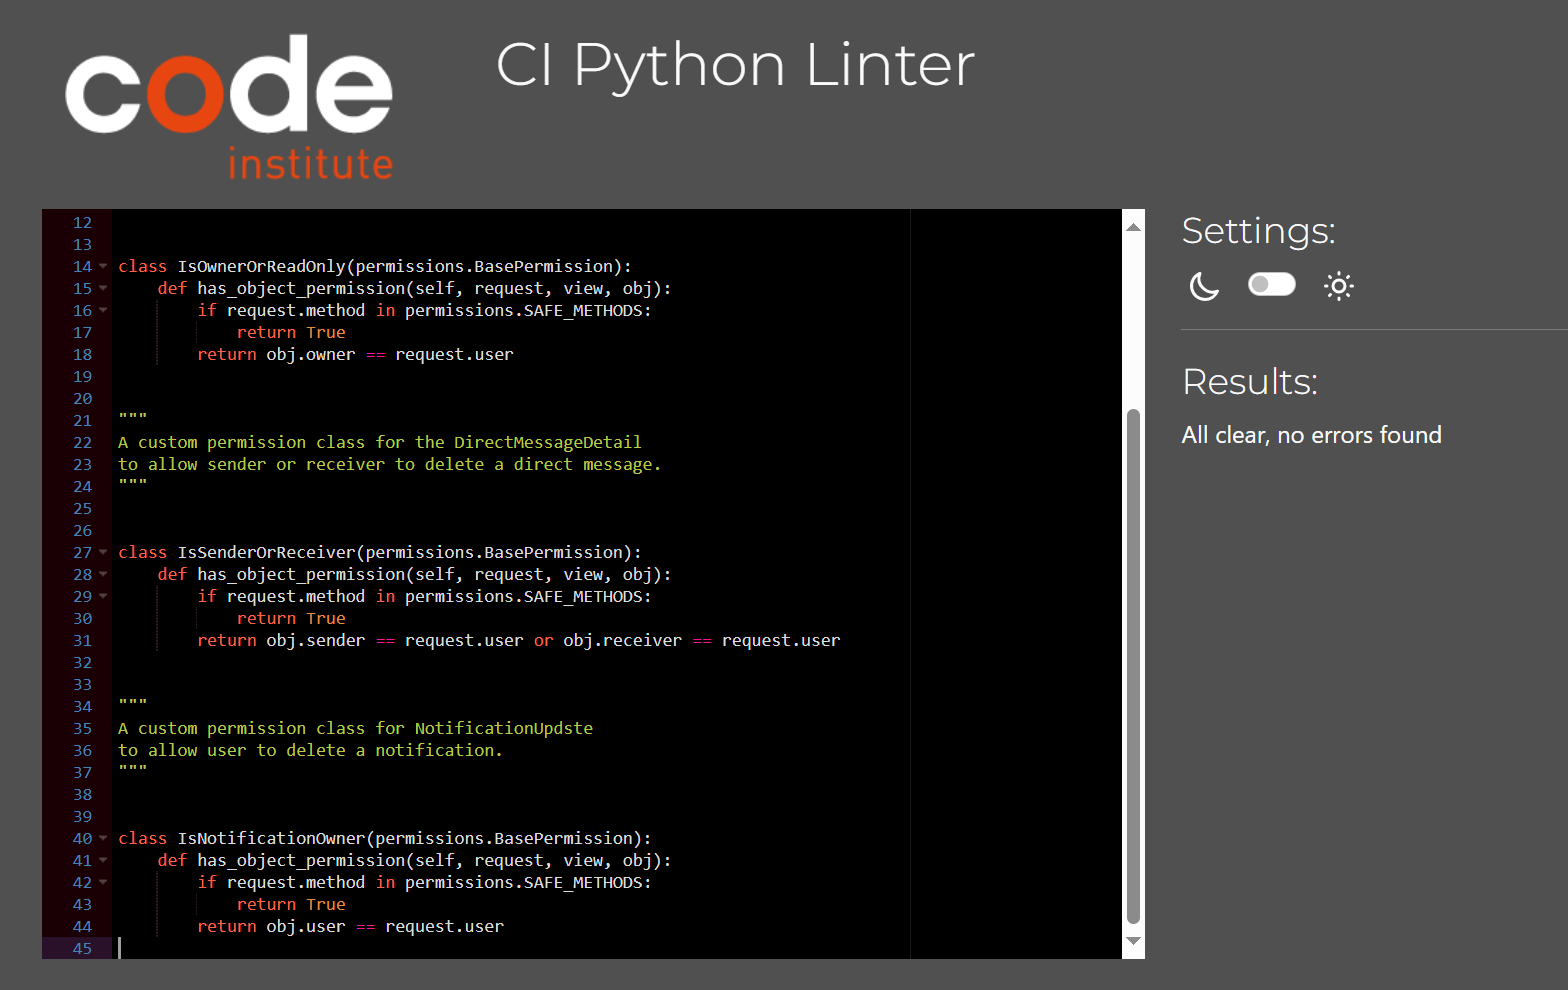 code
institute
CI Python Linter
12
13
14 class IsOwnerOrReadOnly(permissions.BasePermission):
15     def has_object_permission(self, request, view, obj):
16         if request.method in permissions.SAFE_METHODS:
17             return True
18         return obj.owner == request.user
19
20
21 """
22 A custom permission class for the DirectMessageDetail
23 to allow sender or receiver to delete a direct message.
24 """
25
26
27 class IsSenderOrReceiver(permissions.BasePermission):
28     def has_object_permission(self, request, view, obj):
29         if request.method in permissions.SAFE_METHODS:
30             return True
31         return obj.sender == request.user or obj.receiver == request.user
32
33
34 """
35 A custom permission class for NotificationUpdste
36 to allow user to delete a notification.
37 """
38
39
40 class IsNotificationOwner(permissions.BasePermission):
41     def has_object_permission(self, request, view, obj):
42         if request.method in permissions.SAFE_METHODS:
43             return True
44         return obj.user == request.user
45
Settings:
Results:
All clear, no errors found